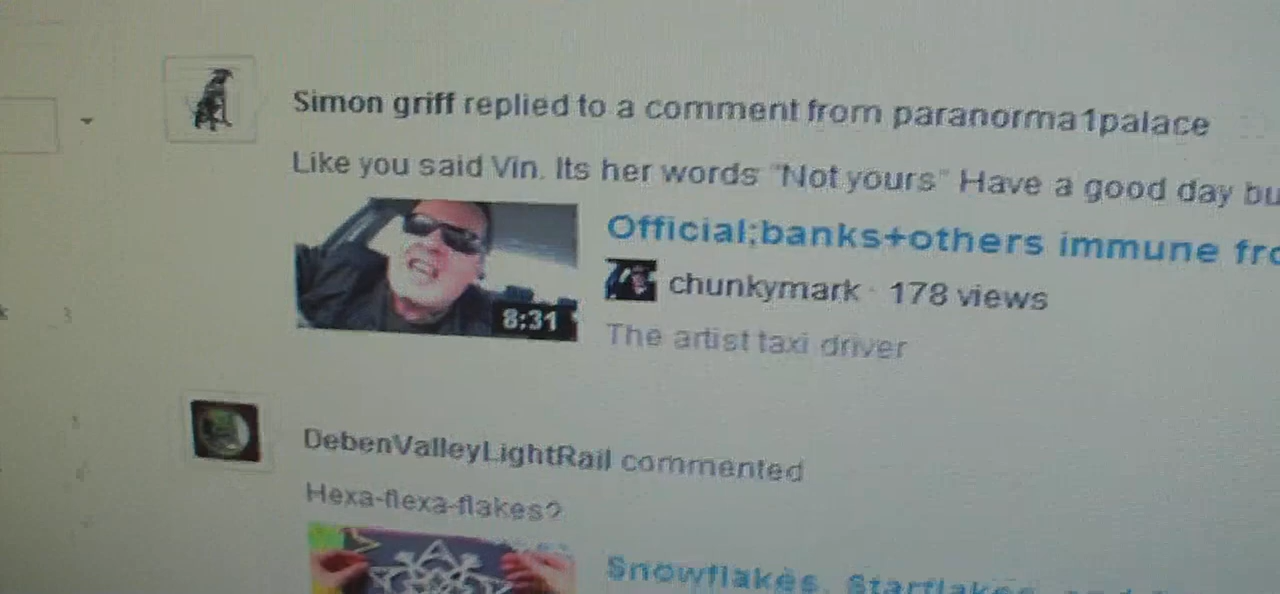 Simon griff replied to a comment from paranorma1palace
Like you said Vin. Its her words "Not yours" Have a good day
Official;banks+others immune
8:31
chunkymark · 178 views
The artist taxi driver
DebenValleyLightRail commented
Hexa-flexa-flakes?
Snowflakes, Starflakes,